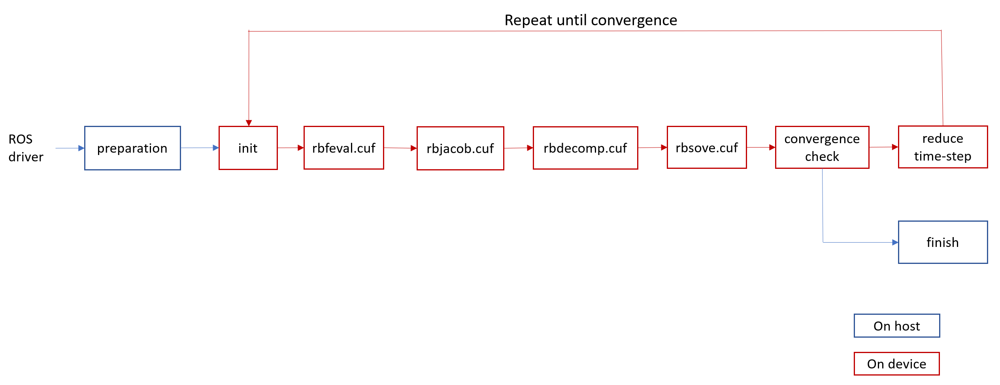 Repeat until convergence
ROS
driver
preparation
init
rbfeval.cuf
rbjacob.cuf
rbdecomp.cuf
rbsove.cuf
convergence
check
reduce
time-step
finish
On host
On device